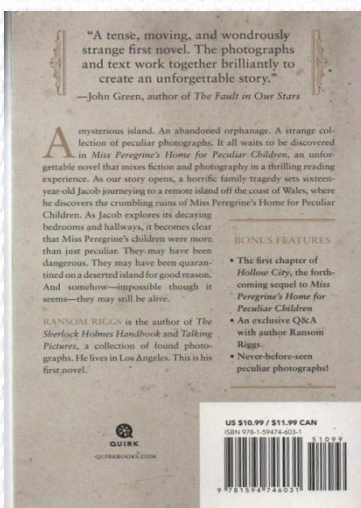 “A tense, moving, and wondrously
strange first novel. The photographs
and text work together brilliantly to
create an unforgettable story.”
—John Green, author of The Fault in Our Stars
A mysterious island. An abandoned orphanage. A strange col-
lection of peculiar photographs. It all waits to be discovered
in Miss Peregrine's Home for Peculiar Children, an unfor-
gettable novel that mixes fiction and photography in a thrilling reading
experience. As our story opens, a horrific family tragedy sets sixteen-
year-old Jacob journeying to a remote island off the coast of Wales, where
he discovers the crumbling ruins of Miss Peregrine's Home for Peculiar
Children. As Jacob explores its decaying
bedrooms and hallways, it becomes clear
that Miss Peregrine's children were more
than just peculiar. They may have been
dangerous. They may have been quaran-
tined on a deserted island for good reason.
And somehow—impossible though it
seems—they may still be alive.
RANSOM RIGGS is the author of The
Sherlock Holmes Handbook and Talking
Pictures, a collection of found photo-
graphs. He lives in Los Angeles. This is his
first novel.
BONUS FEATURES
• The first chapter of
Hollow City, the forth-
coming sequel to Miss
Peregrine's Home for
Peculiar Children
• An exclusive Q&A
with author Ransom
Riggs
• Never-before-seen
peculiar photographs!
QUIRK
QUIRKBOOKS.COM
US $10.99 / $11.99 CAN
ISBN 978-1-59474-603-1
51099
9 781594 746031